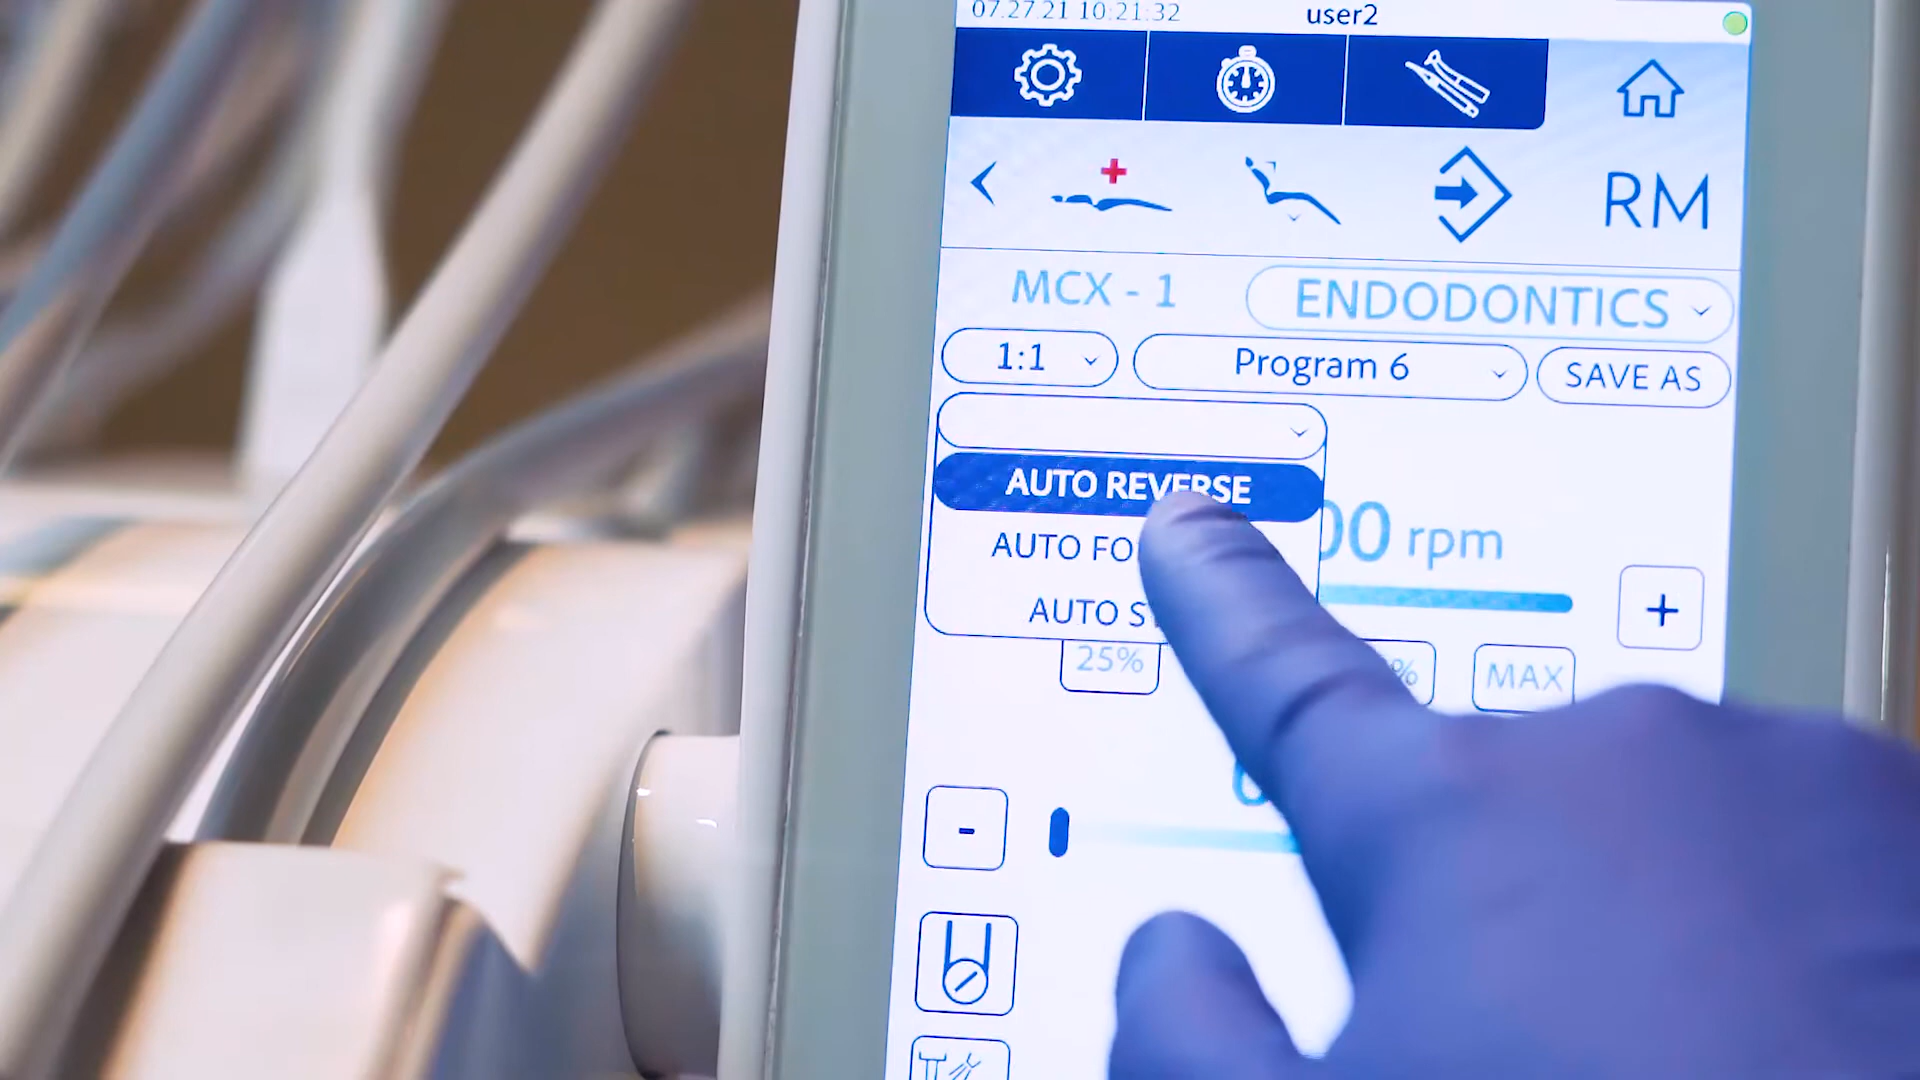 07.27.21 10:21:32 user2
RM
MCX - 1 ENDODONTICS
1:1 Program 6 SAVE AS
AUTO REVERSE
rpm
AUTO
+
AUTO
25% % MAX
-